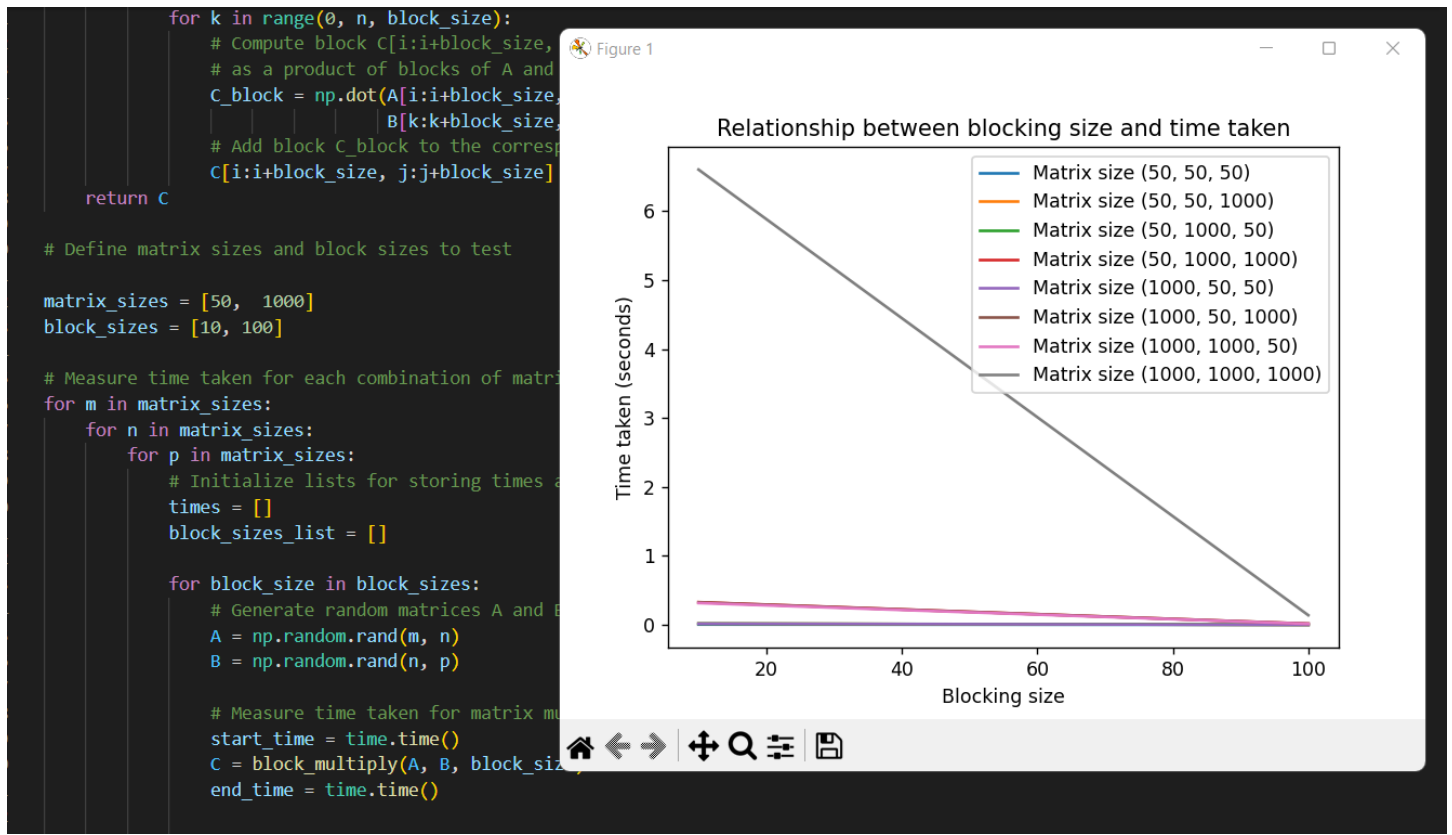 for k in range(0, n, block_size):
# Compute block C[i:i+block_size,
# as a product of blocks of A and
C_block = np.dot(A[i:i+block_size,
B[k:k+block_size,
# Add block C_block to the corresp
C[i:i+block_size, j:j+block_size]
return C
# Define matrix sizes and block sizes to test
matrix_sizes = [50,  1000]
block_sizes = [10, 100]
# Measure time taken for each combination of matri
for m in matrix_sizes:
for n in matrix_sizes:
for p in matrix_sizes:
# Initialize lists for storing times a
times = []
block_sizes_list = []
for block_size in block_sizes:
# Generate random matrices A and B
A = np.random.rand(m, n)
B = np.random.rand(n, p)
# Measure time taken for matrix mu
start_time = time.time()
C = block_multiply(A, B, block_siz
end_time = time.time()
Figure 1
Relationship between blocking size and time taken
Matrix size (50, 50, 50)
Matrix size (50, 50, 1000)
Matrix size (50, 1000, 50)
Matrix size (50, 1000, 1000)
Matrix size (1000, 50, 50)
Matrix size (1000, 50, 1000)
Matrix size (1000, 1000, 50)
Matrix size (1000, 1000, 1000)
Time taken (seconds)
6
5
4
3
2
1
0
20 40 60 80 100
Blocking size